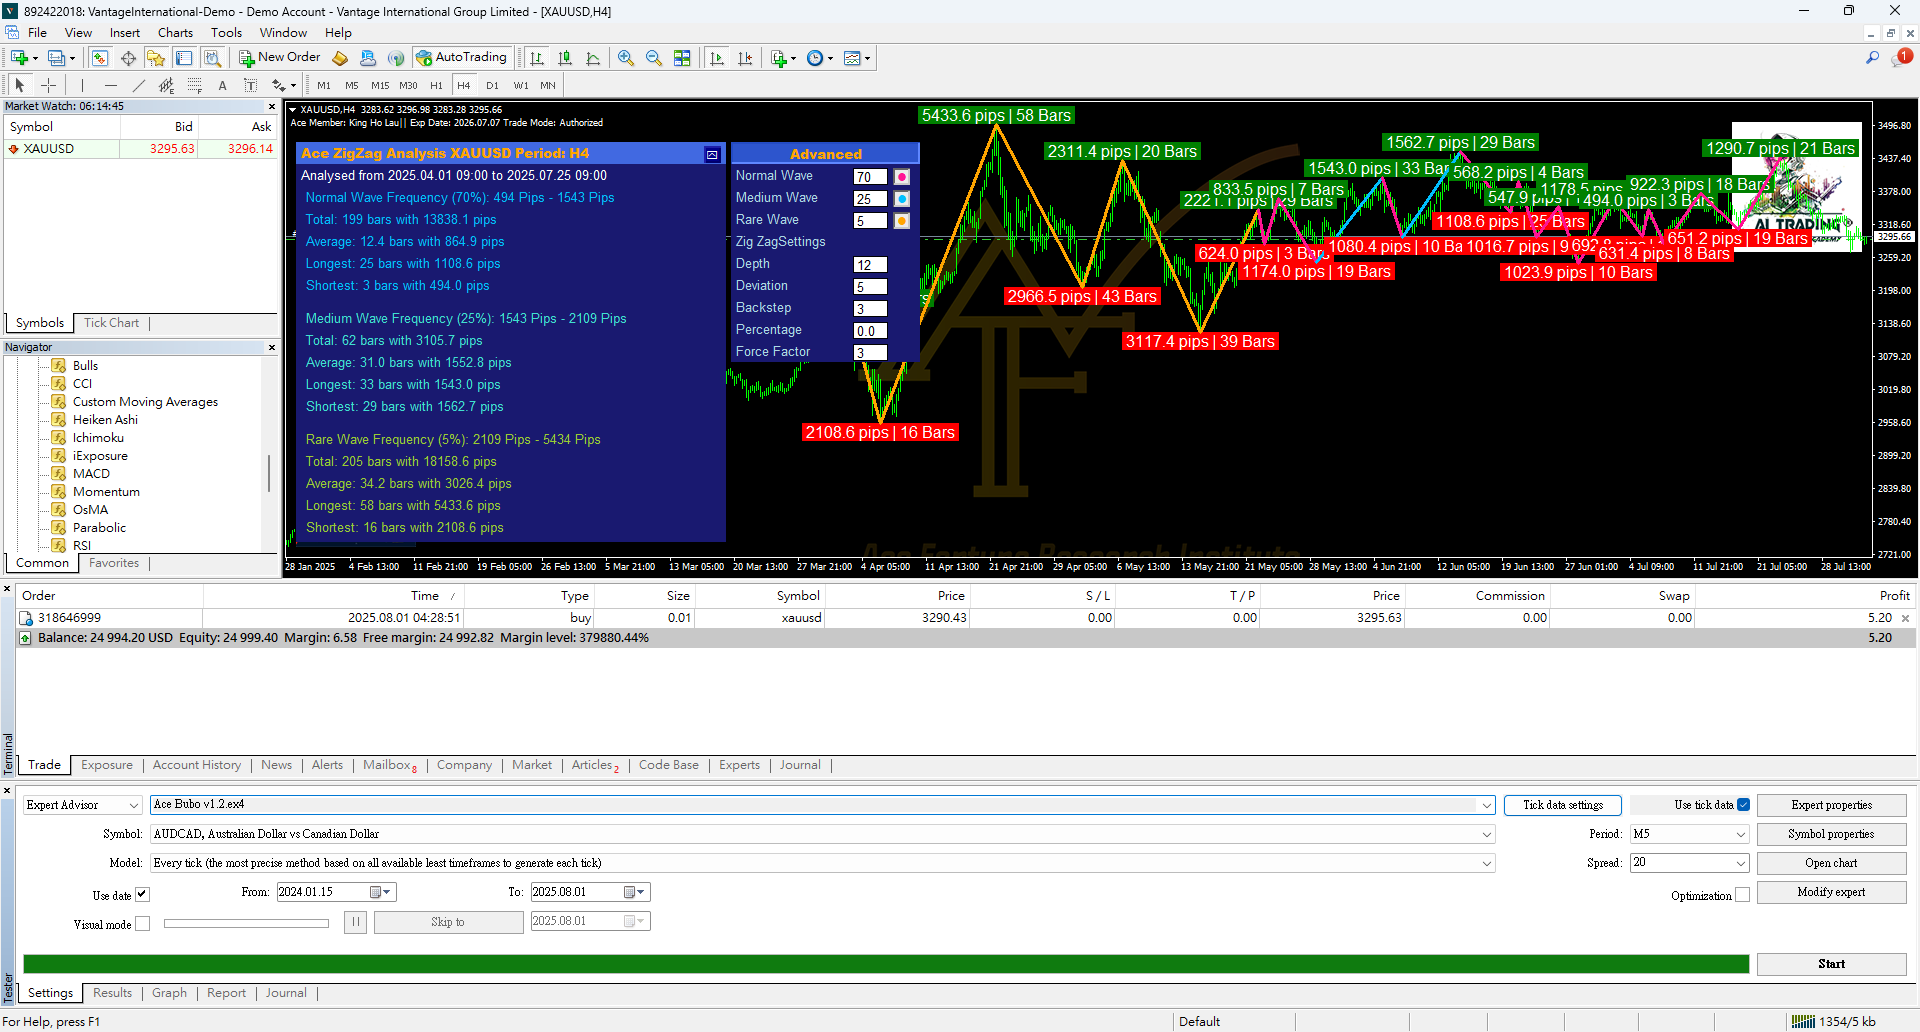 892422018: VantageInternational-Demo - Demo Account - Vantage International Group Limited - [XAUUSD,H4]
File View Insert Charts Tools Window Help
New Order AutoTrading
M1 M5 M15 M30 H1 H4 D1 W1 MN
Market Watch: 06:14:45
Symbol Bid Ask
XAUUSD 3295.63 3296.14
Symbols Tick Chart
Navigator
Bulls
CCI
Custom Moving Averages
Heiken Ashi
Ichimoku
iExposure
MACD
Momentum
OsMA
Parabolic
RSI
Common Favorites
XAUUSD,H4 3283.62 3296.98 3283.28 3295.66
Ace Member: King Ho Lau|| Exp Date: 2026.07.07 Trade Mode: Authorized
Ace ZigZag Analysis XAUUSD Period: H4
Analysed from 2025.04.01 09:00 to 2025.07.25 09:00
Normal Wave Frequency (70%): 494 Pips - 1543 Pips
Total: 199 bars with 13838.1 pips
Average: 12.4 bars with 864.9 pips
Longest: 25 bars with 1108.6 pips
Shortest: 3 bars with 494.0 pips
Medium Wave Frequency (25%): 1543 Pips - 2109 Pips
Total: 62 bars with 3105.7 pips
Average: 31.0 bars with 1552.8 pips
Longest: 33 bars with 1543.0 pips
Shortest: 29 bars with 1562.7 pips
Rare Wave Frequency (5%): 2109 Pips - 5434 Pips
Total: 205 bars with 18158.6 pips
Average: 34.2 bars with 3026.4 pips
Longest: 58 bars with 5433.6 pips
Shortest: 16 bars with 2108.6 pips
Advanced
Normal Wave 70
Medium Wave 25
Rare Wave 5
Zig ZagSettings
Depth 12
Deviation 5
Backstep 3
Percentage 0.0
Force Factor 3
5433.6 pips | 58 Bars
2311.4 pips | 20 Bars
1562.7 pips | 29 Bars
1290.7 pips | 21 Bars
1543.0 pips | 33 Bar
568.2 pips | 4 Bars
833.5 pips | 7 Bars
1178.5 pips
922.3 pips | 18 Bars
547.9 pips
494.0 pips | 3 Bars
1108.6 pips | 25 Bars
624.0 pips | 3 Bar
1080.4 pips | 10 Ba
1016.7 pips | 9
651.2 pips | 19 Bars
631.4 pips | 8 Bars
1174.0 pips | 19 Bars
1023.9 pips | 10 Bars
2966.5 pips | 43 Bars
3117.4 pips | 39 Bars
2108.6 pips | 16 Bars
AI TRADING
3496.80
3437.40
3378.00
3318.60
3295.66
3259.20
3198.00
3138.60
3079.20
3019.80
2958.60
2899.20
2839.80
2780.40
2721.00
Ace Fortune Research Institute
28 Jan 2025 4 Feb 13:00 11 Feb 21:00 19 Feb 05:00 26 Feb 13:00 5 Mar 21:00 13 Mar 05:00 20 Mar 13:00 27 Mar 21:00 4 Apr 05:00 11 Apr 13:00 21 Apr 21:00 29 Apr 05:00 6 May 13:00 13 May 21:00 21 May 05:00 28 May 13:00 4 Jun 21:00 12 Jun 05:00 19 Jun 13:00 27 Jun 01:00 4 Jul 09:00 11 Jul 21:00 21 Jul 05:00 28 Jul 13:00
Order Time Type Size Symbol Price S / L T / P Price Commission Swap Profit
318646999 2025.08.01 04:28:51 buy 0.01 xauusd 3290.43 0.00 0.00 3295.63 0.00 0.00 5.20
Balance: 24 994.20 USD Equity: 24 999.40 Margin: 6.58 Free margin: 24 992.82 Margin level: 379880.44% 5.20
Terminal
Trade Exposure Account History News Alerts Mailbox 8 Company Market Articles 2 Code Base Experts Journal
Expert Advisor Ace Bubo v1.2.ex4 Tick data settings Use tick data Expert properties
Symbol: AUDCAD, Australian Dollar vs Canadian Dollar Period: M5 Symbol properties
Model: Every tick (the most precise method based on all available least timeframes to generate each tick) Spread: 20 Open chart
Use date From: 2024.01.15 To: 2025.08.01 Optimization Modify expert
Visual mode Skip to 2025.08.01
Start
Tester
Settings Results Graph Report Journal
For Help, press F1 Default 1354/5 kb